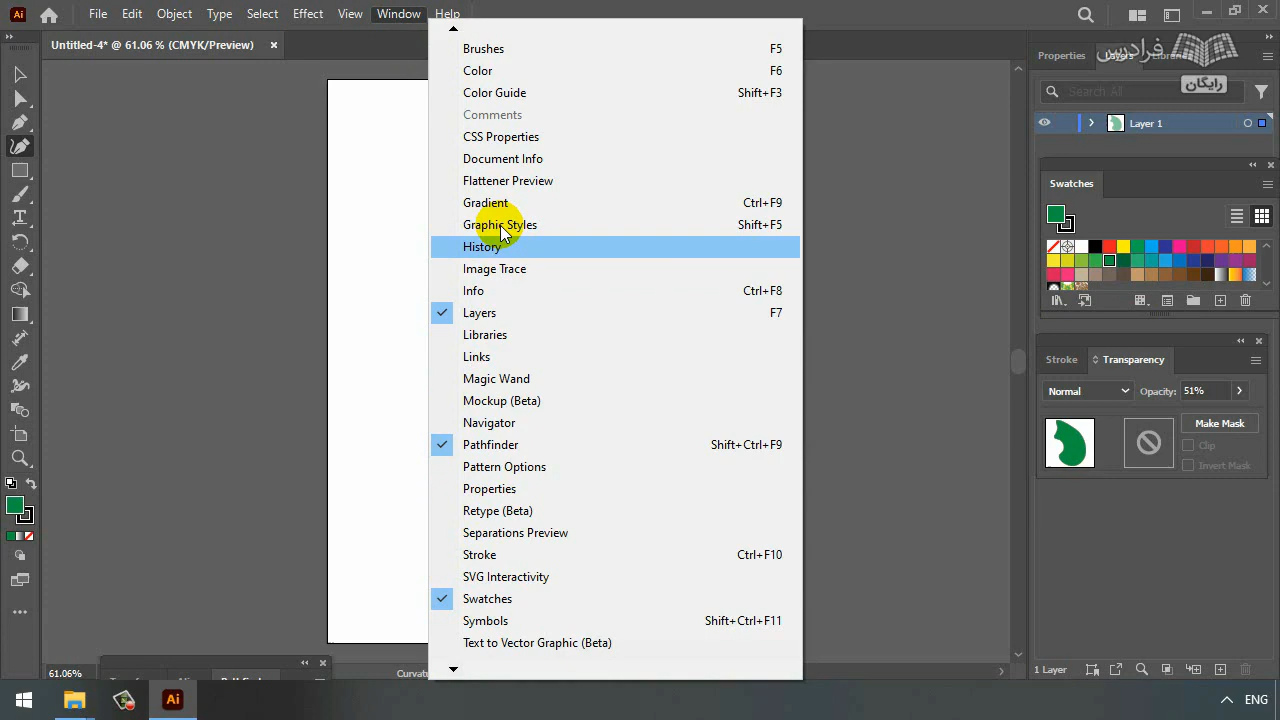 Ai File Edit Object Type Select Effect View Window Help
Untitled-4* @ 61.06 % (CMYK/Preview)
Brushes F5
Color F6
Color Guide Shift+F3
Comments
CSS Properties
Document Info
Flattener Preview
Gradient Ctrl+F9
Graphic Styles Shift+F5
History
Image Trace
Info Ctrl+F8
Layers F7
Libraries
Links
Magic Wand
Mockup (Beta)
Navigator
Pathfinder Shift+Ctrl+F9
Pattern Options
Properties
Retype (Beta)
Separations Preview
Stroke Ctrl+F10
SVG Interactivity
Swatches
Symbols Shift+Ctrl+F11
Text to Vector Graphic (Beta)
Properties Layers
فرادرس
رایگان
Search All
Layer 1
Swatches
Stroke Transparency
Normal Opacity: 51%
Make Mask
Clip
Invert Mask
61.06%
1 Layer
Ai
ENG